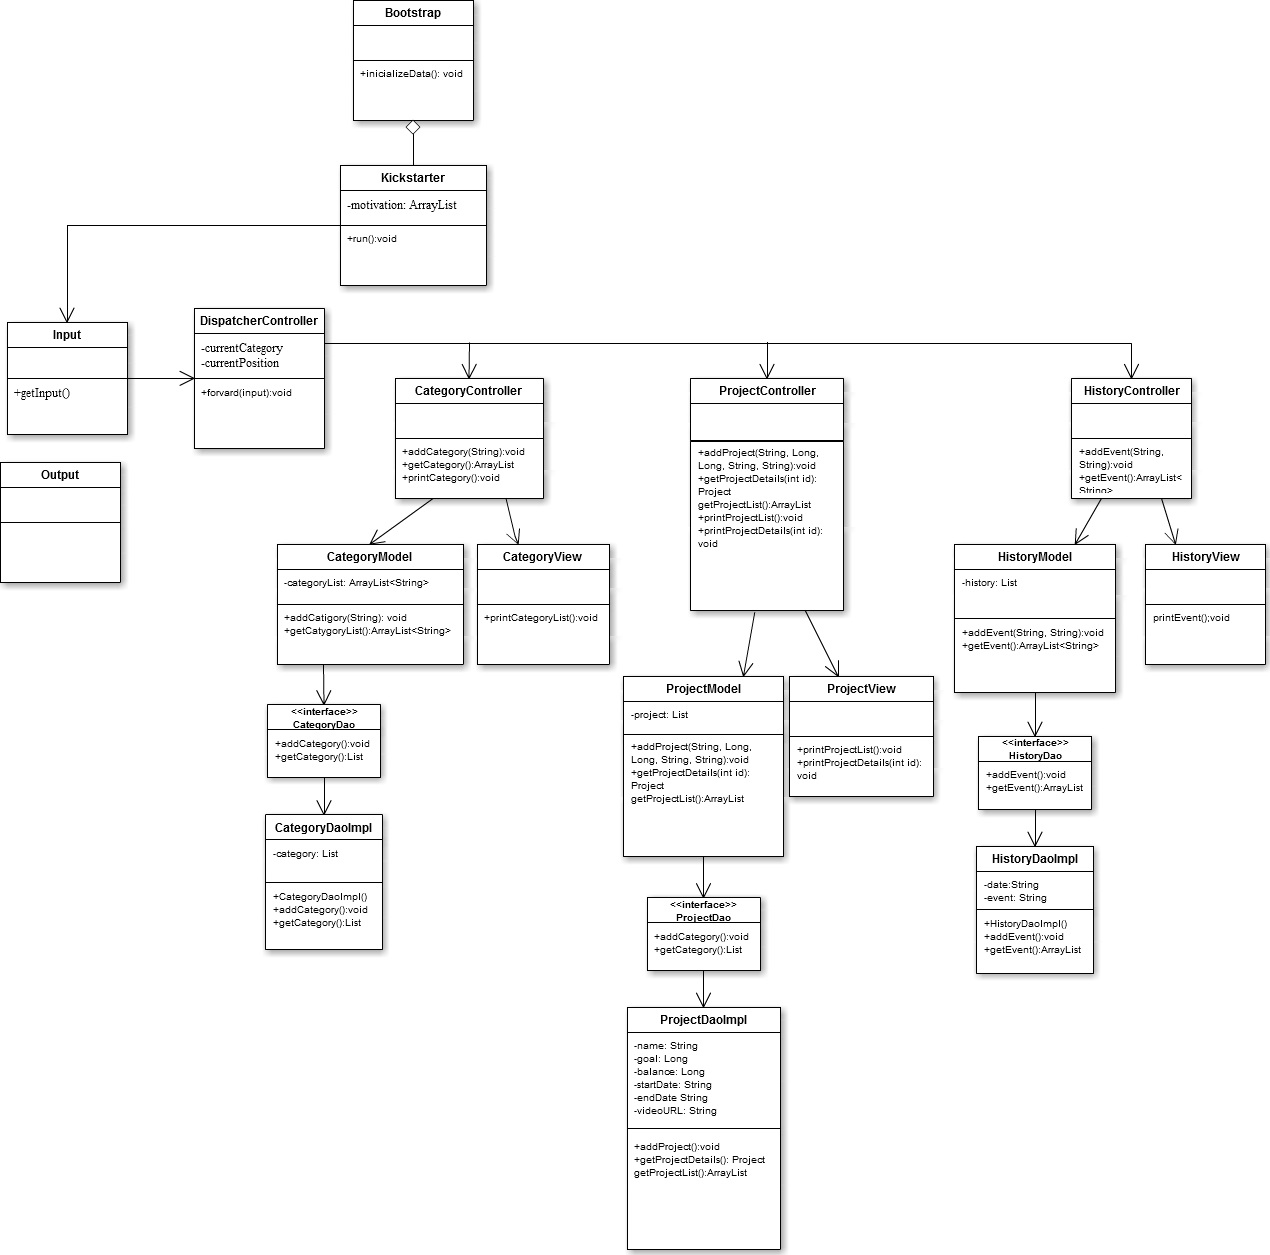 Bootstrap
+inicializeData(): void
Kickstarter
-motivation: ArrayList
+run():void
Input
+getInput()
DispatcherController
-currentCategory
-currentPosition
+forvard(input):void
Output
CategoryController
+addCategory(String):void
+getCategory():ArrayList
+printCategory():void
ProjectController
+addProject(String, Long,
Long, String, String):void
+getProjectDetails(int id):
Project
getProjectList():ArrayList
+printProjectList():void
+printProjectDetails(int id):
void
HistoryController
+addEvent(String,
String):void
+getEvent():ArrayList<
String>
CategoryModel
-categoryList: ArrayList<String>
+addCatigory(String): void
+getCatygoryList():ArrayList<String>
CategoryView
+printCategoryList():void
HistoryModel
-history: List
+addEvent(String, String):void
+getEvent():ArrayList<String>
HistoryView
printEvent();void
ProjectModel
-project: List
+addProject(String, Long,
Long, String, String):void
+getProjectDetails(int id):
Project
getProjectList():ArrayList
ProjectView
+printProjectList():void
+printProjectDetails(int id):
void
<<interface>>
CategoryDao
+addCategory():void
+getCategory():List
<<interface>>
HistoryDao
+addEvent():void
+getEvent():ArrayList
CategoryDaoImpl
-category: List
+CategoryDaoImpl()
+addCategory():void
+getCategory():List
HistoryDaoImpl
-date:String
-event: String
+HistoryDaoImpl()
+addEvent():void
+getEvent():ArrayList
<<interface>>
ProjectDao
+addCategory():void
+getCategory():List
ProjectDaoImpl
-name: String
-goal: Long
-balance: Long
-startDate: String
-endDate String
-videoURL: String
+addProject():void
+getProjectDetails(): Project
getProjectList():ArrayList